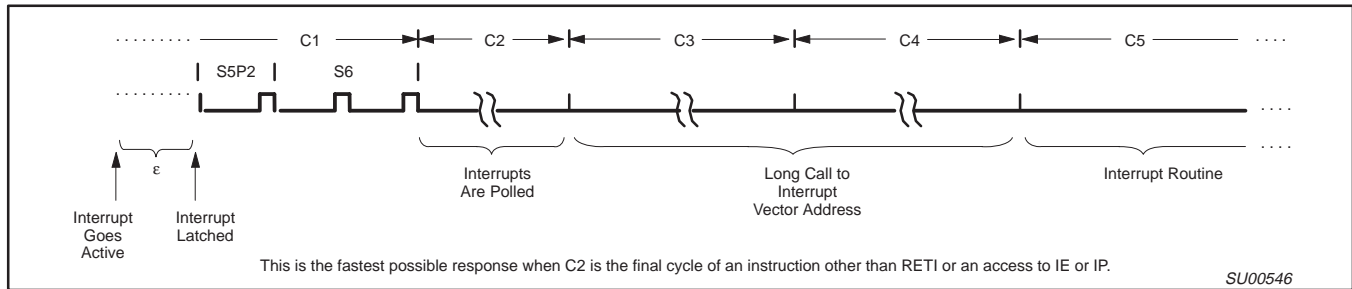 C1 C2 C3 C4 C5
S5P2 S6
ε
Interrupts
Are Polled
Long Call to
Interrupt
Vector Address
Interrupt Routine
Interrupt
Goes
Active
Interrupt
Latched
This is the fastest possible response when C2 is the final cycle of an instruction other than RETI or an access to IE or IP.
SU00546